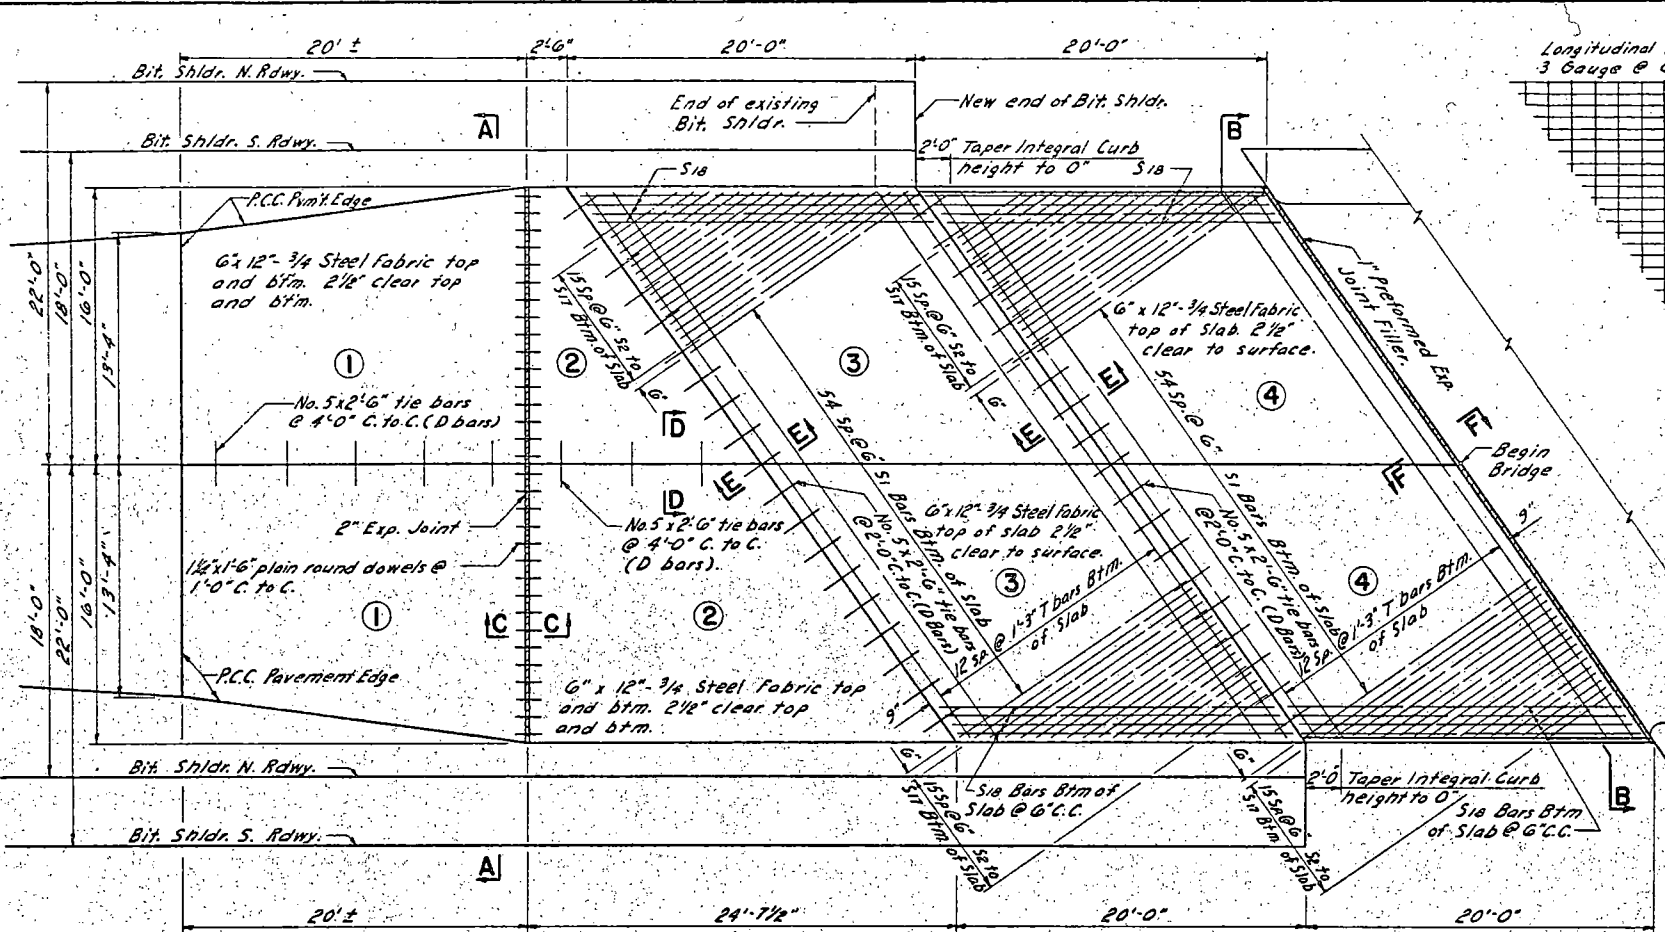 20' ±
2'-6"
20'-0"
20'-0"
Longitudinal
3 Gauge @
Bit. Shldr. N. Rdwy.
End of existing
Bit. Shldr.
New end of Bit. Shldr.
A
B
Bit. Shldr. S. Rdwy.
2'-0" Taper Integral Curb
height to 0"
S18
S18
P.C.C. Pvm't. Edge
22'-0"
18'-0"
16'-0"
13'-4"
6"x 12"- 3/4 Steel Fabric top
and btm. 2 1/2" clear top
and btm.
15 Sp. @ 6" S2 to
S17 Btm. of Slab
6"
15 Sp. @ 6" S2 to
S17 Btm. of Slab
6"
6" x 12"- 3/4 Steel Fabric
top of Slab. 2 1/2"
clear to surface.
1" Preformed Exp.
Joint Filler.
1
2
3
4
No. 5 x 2'-6" tie bars
@ 4'-0" C. to C. (D bars)
D
E
E
E
E
F
F
Begin
Bridge
54 Sp. @ 6" S1 Bars Btm. of Slab
54 Sp. @ 6" S1 Bars Btm. of Slab
D
2" Exp. Joint
No. 5 x 2'-6" tie bars
@ 4'-0" C. to C.
(D bars).
No. 5 x 2'-6" tie bars
@ 2'-0" C. to C. (D Bars)
6"x 12"- 3/4 Steel Fabric
top of slab 2 1/2"
clear to surface.
No. 5 x 2'-6" tie bars
@ 2'-0" C. to C. (D Bars)
9"
x1'-6" plain round dowels @
1'-0" C. to C.
3
4
12 Sp. @ 1'-3" T bars Btm.
of Slab
12 Sp. @ 1'-3" T bars Btm.
of Slab
18'-0"
22'-0"
16'-0"
13'-4"
1
C
C
2
P.C.C. Pavement Edge
6" x 12"- 3/4 Steel Fabric top
and btm. 2 1/2" clear top
and btm.
9"
Bit. Shldr. N. Rdwy.
6"
15 Sp. @ 6" S2 to
S17 Btm. of Slab
S18 Bars Btm of
Slab @ 6" C.C.
6"
15 Sp. @ 6" S2 to
S17 Btm. of Slab
2'-0" Taper Integral Curb
height to 0"
S18 Bars Btm
of Slab @ 6" C.C.
B
Bit. Shldr. S. Rdwy.
A
20' ±
24'-7 1/2"
20'-0"
20'-0"